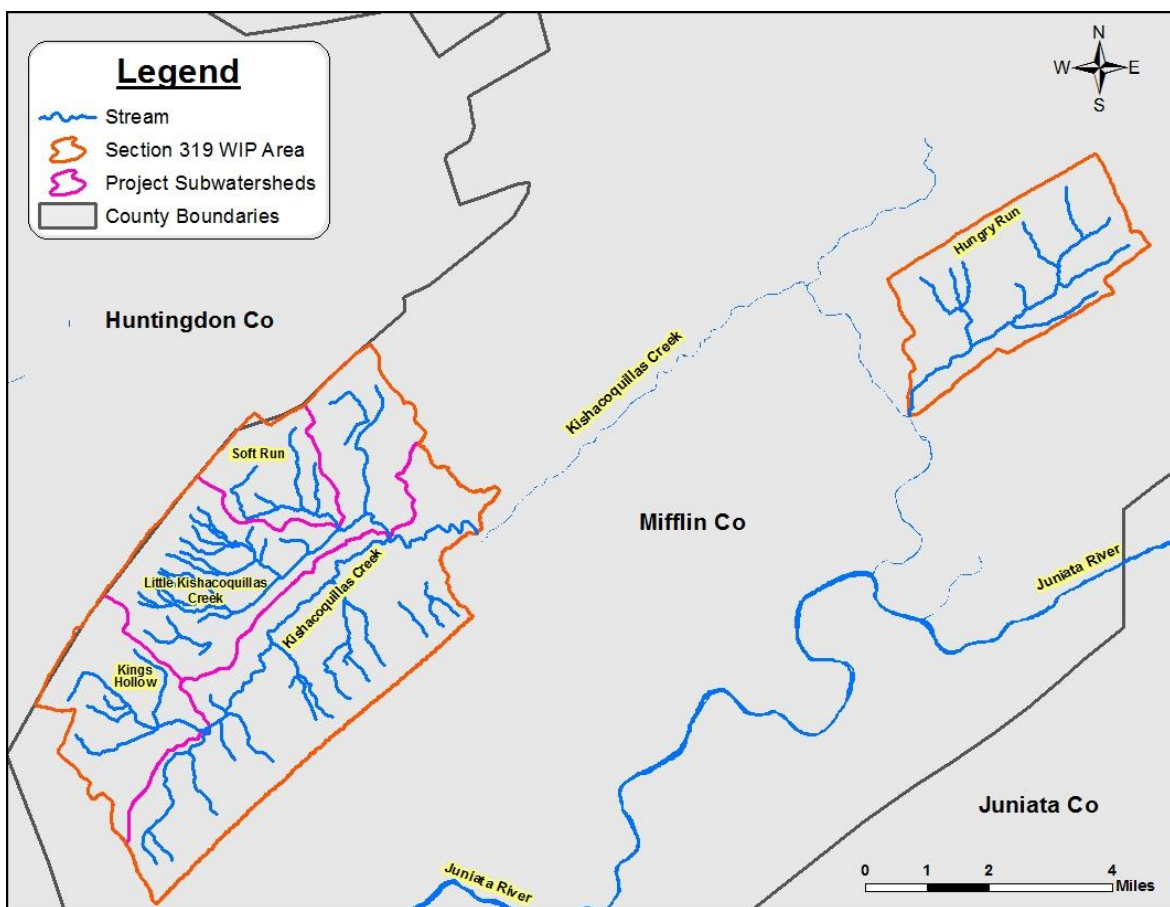 Legend
Stream
Section 319 WIP Area
Project Subwatersheds
County Boundaries
N
W
E
S
Hungry Run
Huntingdon Co
Kishacoquillas Creek
Soft Run
Mifflin Co
Juniata River
Little Kishacoquillas
Creek
Kishacoquillas Creek
Kings
Hollow
Juniata Co
Juniata River
0 1 2 4
Miles